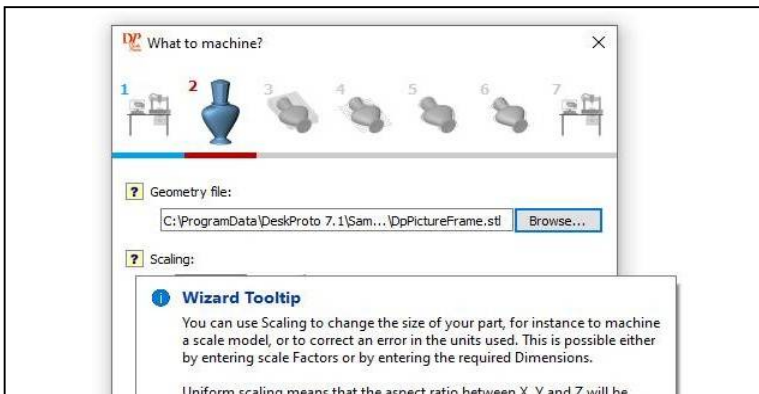 DP What to machine?
1 2 3 4 5 6 7
? Geometry file:
C:\ProgramData\DeskProto 7.1\Sam...\DpPictureFrame.stl Browse...
? Scaling:
Wizard Tooltip
You can use Scaling to change the size of your part, for instance to machine
a scale model, or to correct an error in the units used. This is possible either
by entering scale Factors or by entering the required Dimensions.
Uniform scaling means that the aspect ratio between X, Y and Z will be